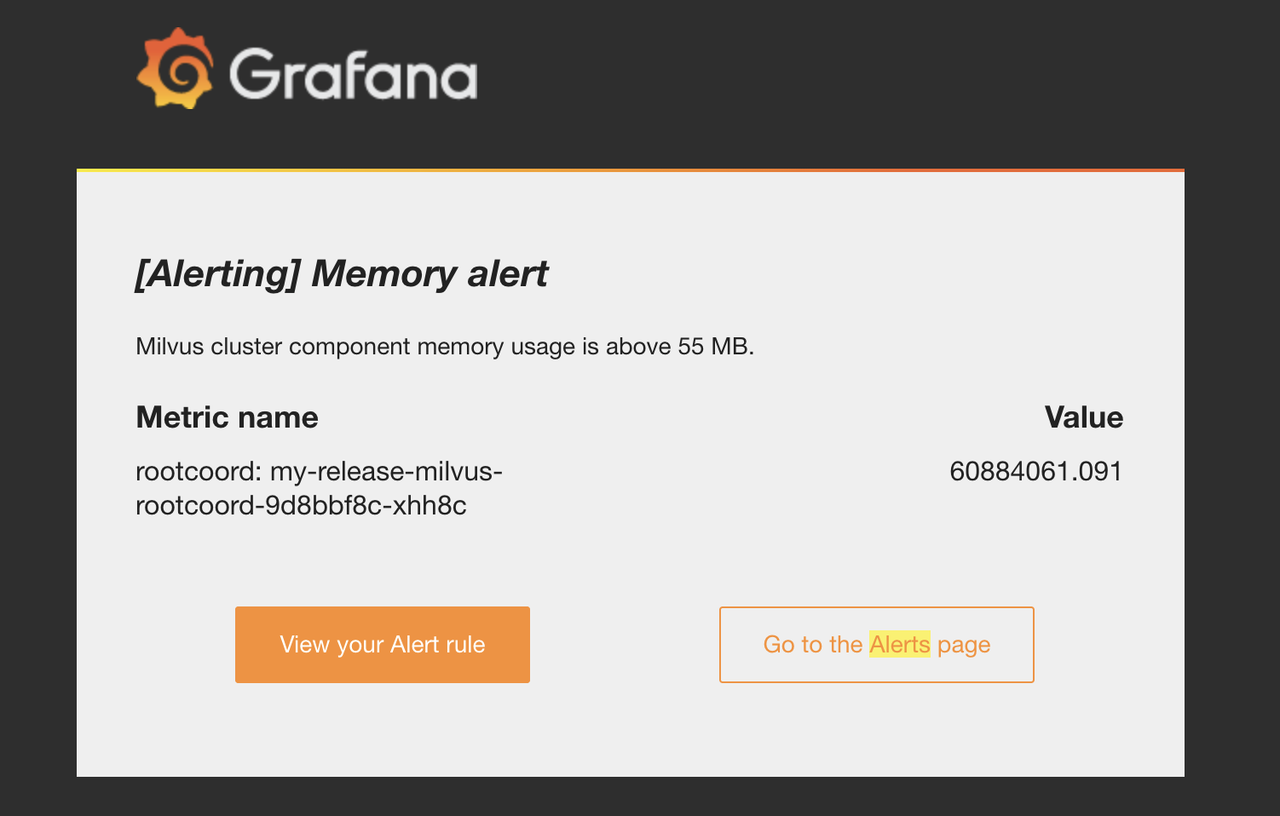 Grafana
[Alerting] Memory alert
Milvus cluster component memory usage is above 55 MB.
Metric name Value
rootcoord: my-release-milvus- 60884061.091
rootcoord-9d8bbf8c-xhh8c
View your Alert rule Go to the Alerts page